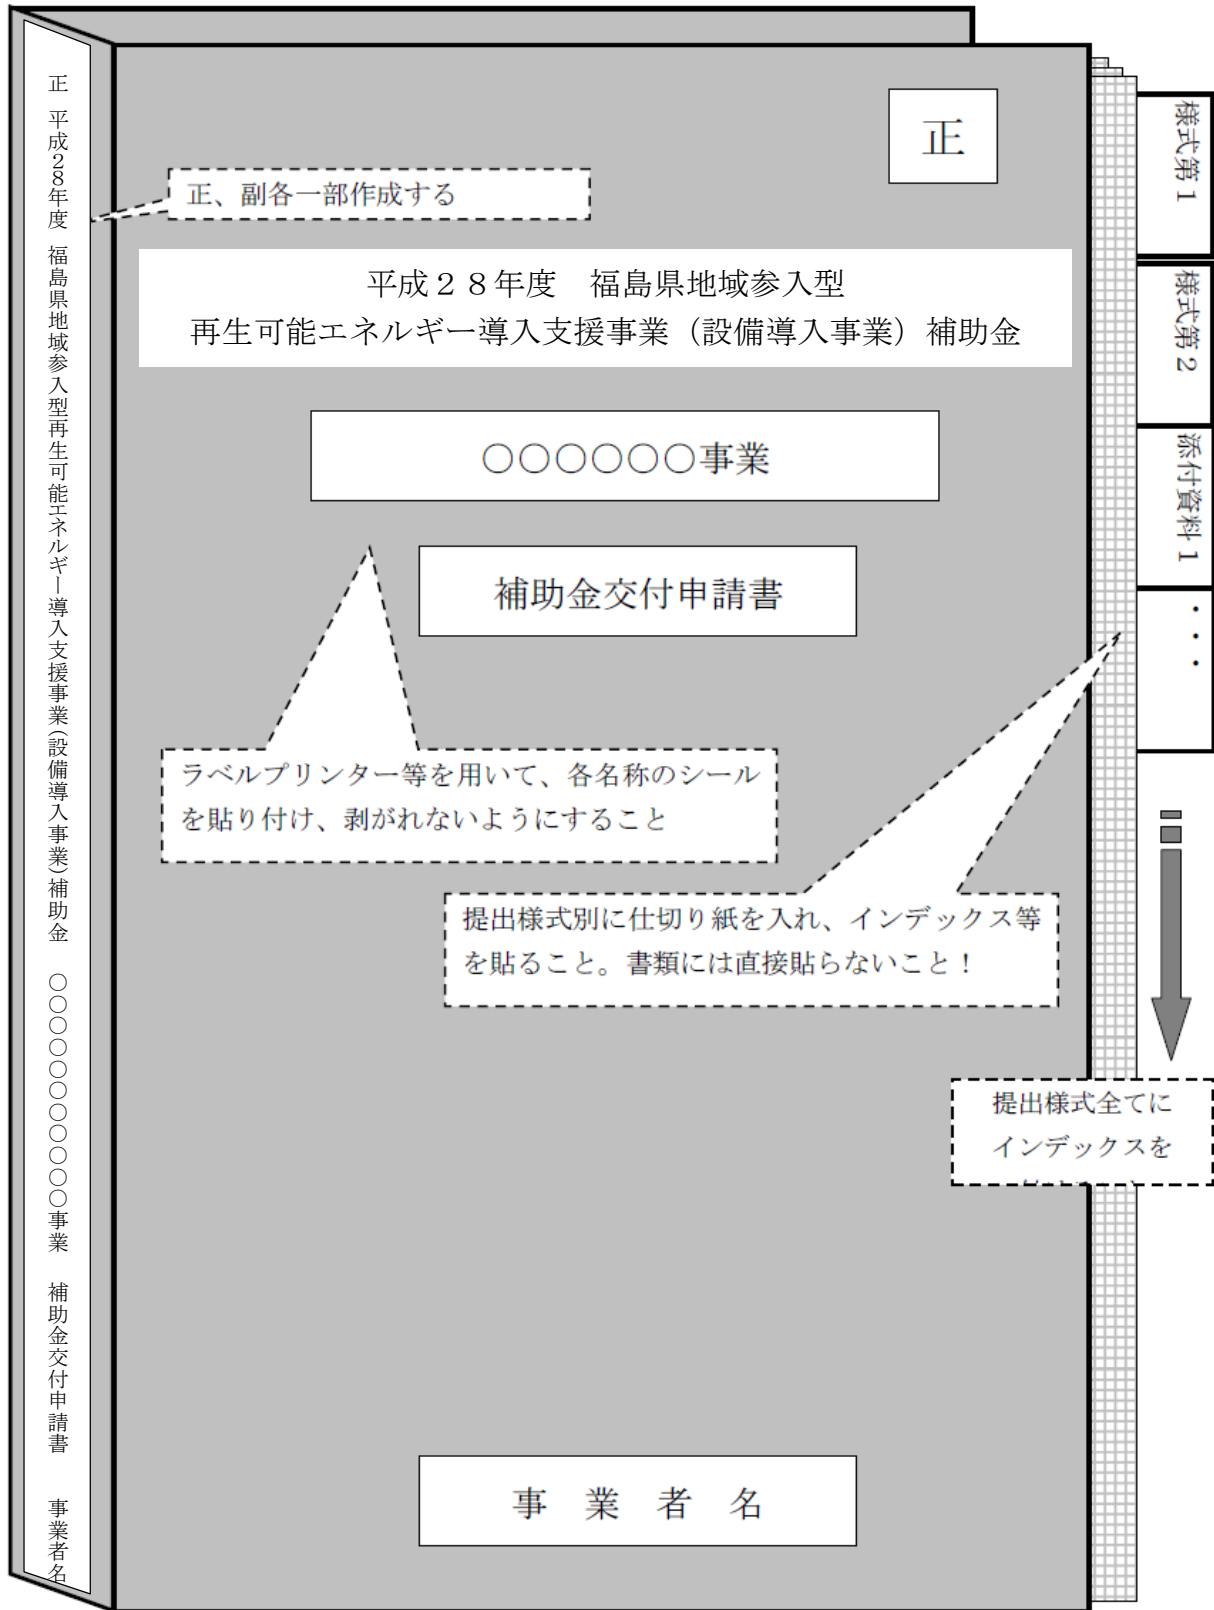 正　平成28年度　福島県地域参入型再生可能エネルギー導入支援事業(設備導入事業)補助金　○○○○○○○○○○○事業　補助金交付申請書　事業者名
正
正、副各一部作成する
平成２８年度　福島県地域参入型
再生可能エネルギー導入支援事業（設備導入事業）補助金
○○○○○○事業
補助金交付申請書
ラベルプリンター等を用いて、各名称のシール
を貼り付け、剥がれないようにすること
提出様式別に仕切り紙を入れ、インデックス等
を貼ること。書類には直接貼らないこと！
様式第１
様式第２
添付資料１
・・・
提出様式全てに
インデックスを
事　業　者　名